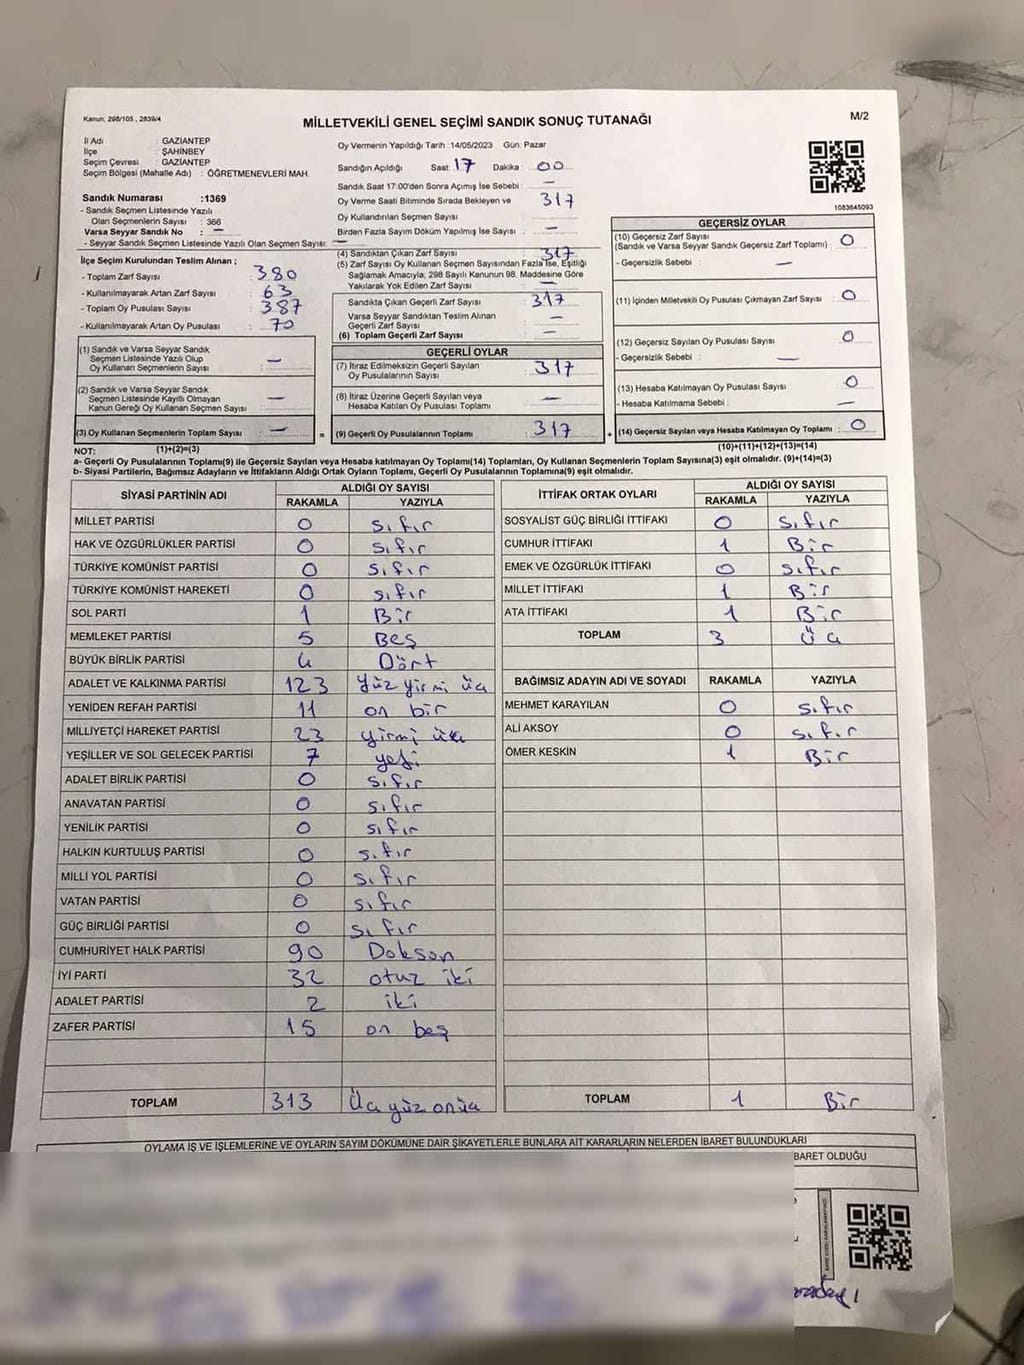 Kanun; 298/105 , 2839/4
MİLLETVEKİLİ GENEL SEÇİMİ SANDIK SONUÇ TUTANAĞI
M/2
İl Adı : GAZİANTEP
İlçe : ŞAHİNBEY
Seçim Çevresi : GAZİANTEP
Seçim Bölgesi (Mahalle Adı) : ÖĞRETMENEVLERİ MAH.
Sandık Numarası :1369
- Sandık Seçmen Listesinde Yazılı
Olan Seçmenlerin Sayısı : 366
Varsa Seyyar Sandık No : –
- Seyyar Sandık Seçmen Listesinde Yazılı Olan Seçmen Sayısı: –
Oy Vermenin Yapıldığı Tarih :14/05/2023 Gün: Pazar
Sandığın Açıldığı Saat: 17 Dakika : 00
Sandık Saat 17:00'den Sonra Açımış İse Sebebi : –
Oy Verme Saati Bitiminde Sırada Bekleyen ve 317
Oy Kullandırılan Seçmen Sayısı :
Birden Fazla Sayım Döküm Yapılmış İse Sayısı : –
1083645093
İlçe Seçim Kurulundan Teslim Alınan ;
- Toplam Zarf Sayısı : 380
- Kullanılmayarak Artan Zarf Sayısı : 63
- Toplam Oy Pusulası Sayısı : 387
- Kullanılmayarak Artan Oy Pusulası : 70
(1) Sandık ve Varsa Seyyar Sandık
Seçmen Listesinde Yazılı Olup
Oy Kullanan Seçmenlerin Sayısı : –
(2) Sandık ve Varsa Seyyar Sandık
Seçmen Listesinde Kayıtlı Olmayan
Kanun Gereği Oy Kullanan Seçmen Sayısı –
(3) Oy Kullanan Seçmenlerin Toplam Sayısı : –
(4) Sandıktan Çıkan Zarf Sayısı : 317
(5) Zarf Sayısı Oy Kullanan Seçmen Sayısından Fazla İse, Eşitliği
Sağlamak Amacıyla; 298 Sayılı Kanunun 98. Maddesine Göre
Yakılarak Yok Edilen Zarf Sayısı : –
Sandıkta Çıkan Geçerli Zarf Sayısı : 317
Varsa Seyyar Sandıktan Teslim Alınan
Geçerli Zarf Sayısı : –
(6) Toplam Geçerli Zarf Sayısı : –
GEÇERLİ OYLAR
(7) İtiraz Edilmeksizin Geçerli Sayılan
Oy Pusulalarının Sayısı : 317
(8) İtiraz Üzerine Geçerli Sayılan veya
Hesaba Katılan Oy Pusulası Toplamı –
= (9) Geçerli Oy Pusulalarının Toplamı : 317
GEÇERSİZ OYLAR
(10) Geçersiz Zarf Sayısı
(Sandık ve Varsa Seyyar Sandık Geçersiz Zarf Toplamı) : 0
- Geçersizlik Sebebi : –
(11) İçinden Milletvekili Oy Pusulası Çıkmayan Zarf Sayısı : 0
(12) Geçersiz Sayılan Oy Pusulası Sayısı : 0
- Geçersizlik Sebebi : –
(13) Hesaba Katılmayan Oy Pusulası Sayısı : 0
- Hesaba Katılmama Sebebi : –
+ (14) Geçersiz Sayılan veya Hesaba Katılmayan Oy Toplamı : 0
NOT: (1)+(2)=(3)
(10)+(11)+(12)+(13)=(14)
a- Geçerli Oy Pusulalarının Toplamı(9) ile Geçersiz Sayılan veya Hesaba katılmayan Oy Toplamı(14) Toplamları, Oy Kullanan Seçmenlerin Toplam Sayısına(3) eşit olmalıdır. (9)+(14)=(3)
b- Siyasi Partilerin, Bağımsız Adayların ve İttifakların Aldığı Ortak Oyların Toplamı, Geçerli Oy Pusulalarının Toplamına(9) eşit olmalıdır.
SİYASİ PARTİNİN ADI ALDIĞI OY SAYISI
RAKAMLA YAZIYLA
MİLLET PARTİSİ 0 sıfır
HAK VE ÖZGÜRLÜKLER PARTİSİ 0 sıfır
TÜRKİYE KOMÜNİST PARTİSİ 0 sıfır
TÜRKİYE KOMÜNİST HAREKETİ 0 sıfır
SOL PARTİ 1 Bir
MEMLEKET PARTİSİ 5 Beş
BÜYÜK BİRLİK PARTİSİ 4 Dört
ADALET VE KALKINMA PARTİSİ 123 Yüz yirmi üç
YENİDEN REFAH PARTİSİ 11 on bir
MİLLİYETÇİ HAREKET PARTİSİ 23 yirmi üç
YEŞİLLER VE SOL GELECEK PARTİSİ 7 yedi
ADALET BİRLİK PARTİSİ 0 sıfır
ANAVATAN PARTİSİ 0 sıfır
YENİLİK PARTİSİ 0 sıfır
HALKIN KURTULUŞ PARTİSİ 0 sıfır
MİLLİ YOL PARTİSİ 0 sıfır
VATAN PARTİSİ 0 sıfır
GÜÇ BİRLİĞİ PARTİSİ 0 sıfır
CUMHURİYET HALK PARTİSİ 90 Doksan
İYİ PARTİ 32 otuz iki
ADALET PARTİSİ 2 iki
ZAFER PARTİSİ 15 on beş
TOPLAM 313 Üç yüz on üç
İTTİFAK ORTAK OYLARI ALDIĞI OY SAYISI
RAKAMLA YAZIYLA
SOSYALİST GÜÇ BİRLİĞİ İTTİFAKI 0 sıfır
CUMHUR İTTİFAKI 1 Bir
EMEK VE ÖZGÜRLÜK İTTİFAKI 0 sıfır
MİLLET İTTİFAKI 1 Bir
ATA İTTİFAKI 1 Bir
TOPLAM 3 Üç
BAĞIMSIZ ADAYIN ADI VE SOYADI RAKAMLA YAZIYLA
MEHMET KARAYILAN 0 sıfır
ALİ AKSOY 0 sıfır
ÖMER KESKİN 1 Bir
TOPLAM 1 Bir
OYLAMA İŞ VE İŞLEMLERİNE VE OYLARIN SAYIM DÖKÜMÜNE DAİR ŞİKAYETLERLE BUNLARA AİT KARARLARIN NELERDEN İBARET BULUNDUKLARI
BARET OLDUĞU